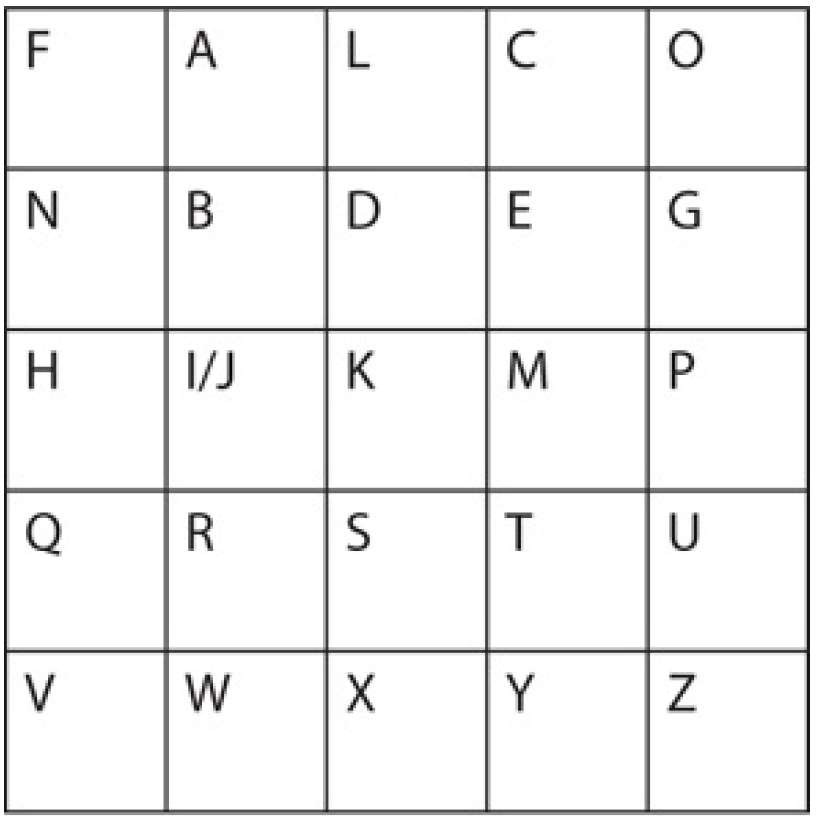 F A L C O
N B D E G
H I/J K M P
Q R S T U
V W X Y Z